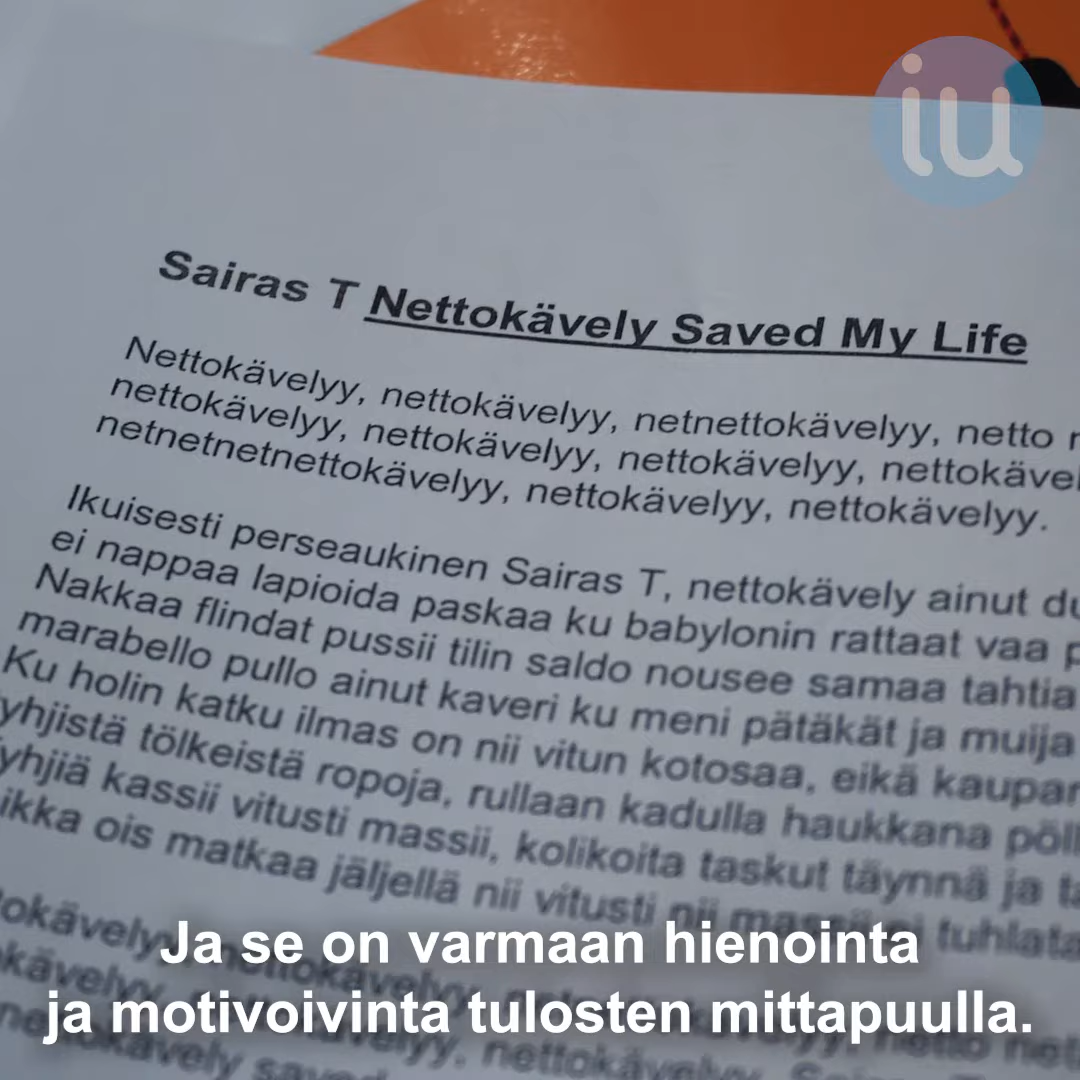 iu
Sairas T Nettokävely Saved My Life
Nettokävelyy, nettokävelyy, netnettokävelyy, netto
nettokävelyy, nettokävelyy, nettokävelyy,
netnetnetnettokävelyy, nettokävelyy, nettokävelyy.
Ikuisesti perseaukinen Sairas T, nettokävely ainut
ei nappaa lapioida paskaa ku babylonin rattaat vaa
Nakkaa flindat pussii tilin saldo nousee samaa tahtia
marabello pullo ainut kaveri ku meni pätäkät ja muija
Ku holin katku ilmas on nii vitun kotosaa, eikä
yhjistä tölkeistä ropoja, rullaan kadulla haukkana
yhjiä kassii vitusti massii, kolikoita taskut täynnä ja
ikka ois matkaa jäljellä nii vitusti nii tuhlata
Ja se on varmaan hienointa
ja motivoivinta tulosten mittapuulla.